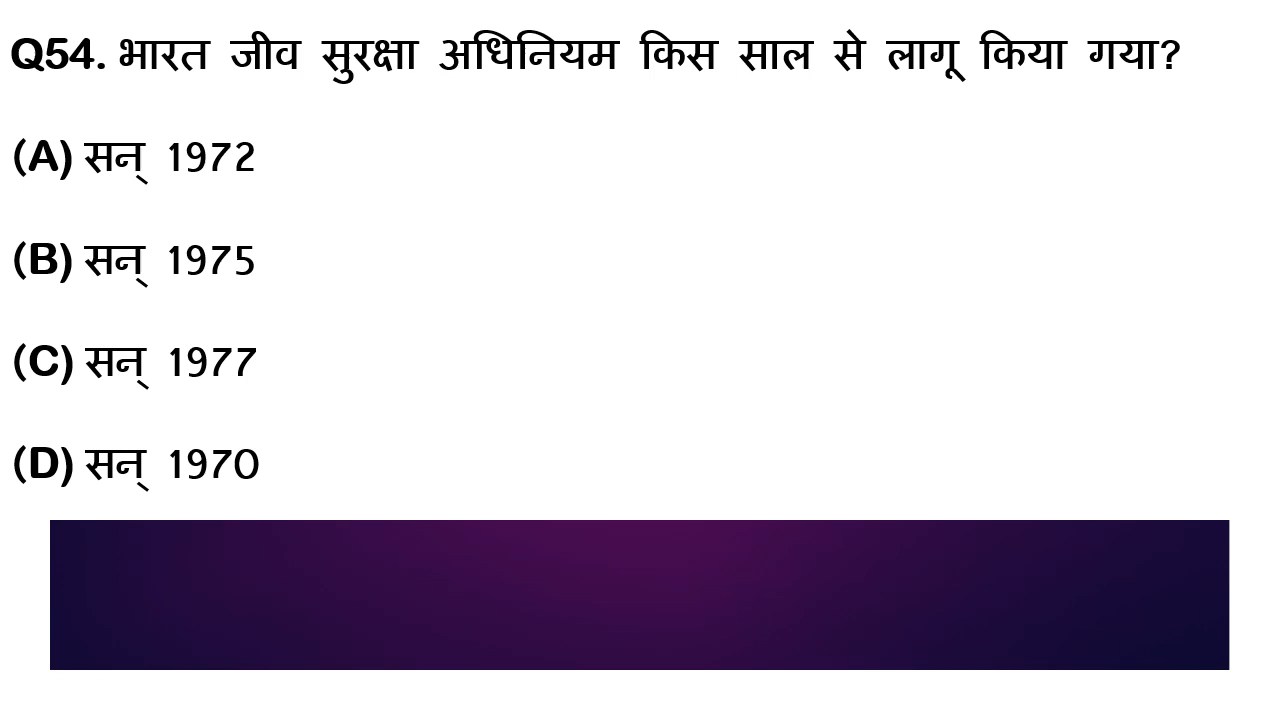 Q54. भारत जीव सुरक्षा अधिनियम किस साल से लागू किया गया?
(A) सन् 1972
(B) सन् 1975
(C) सन् 1977
(D) सन् 1970